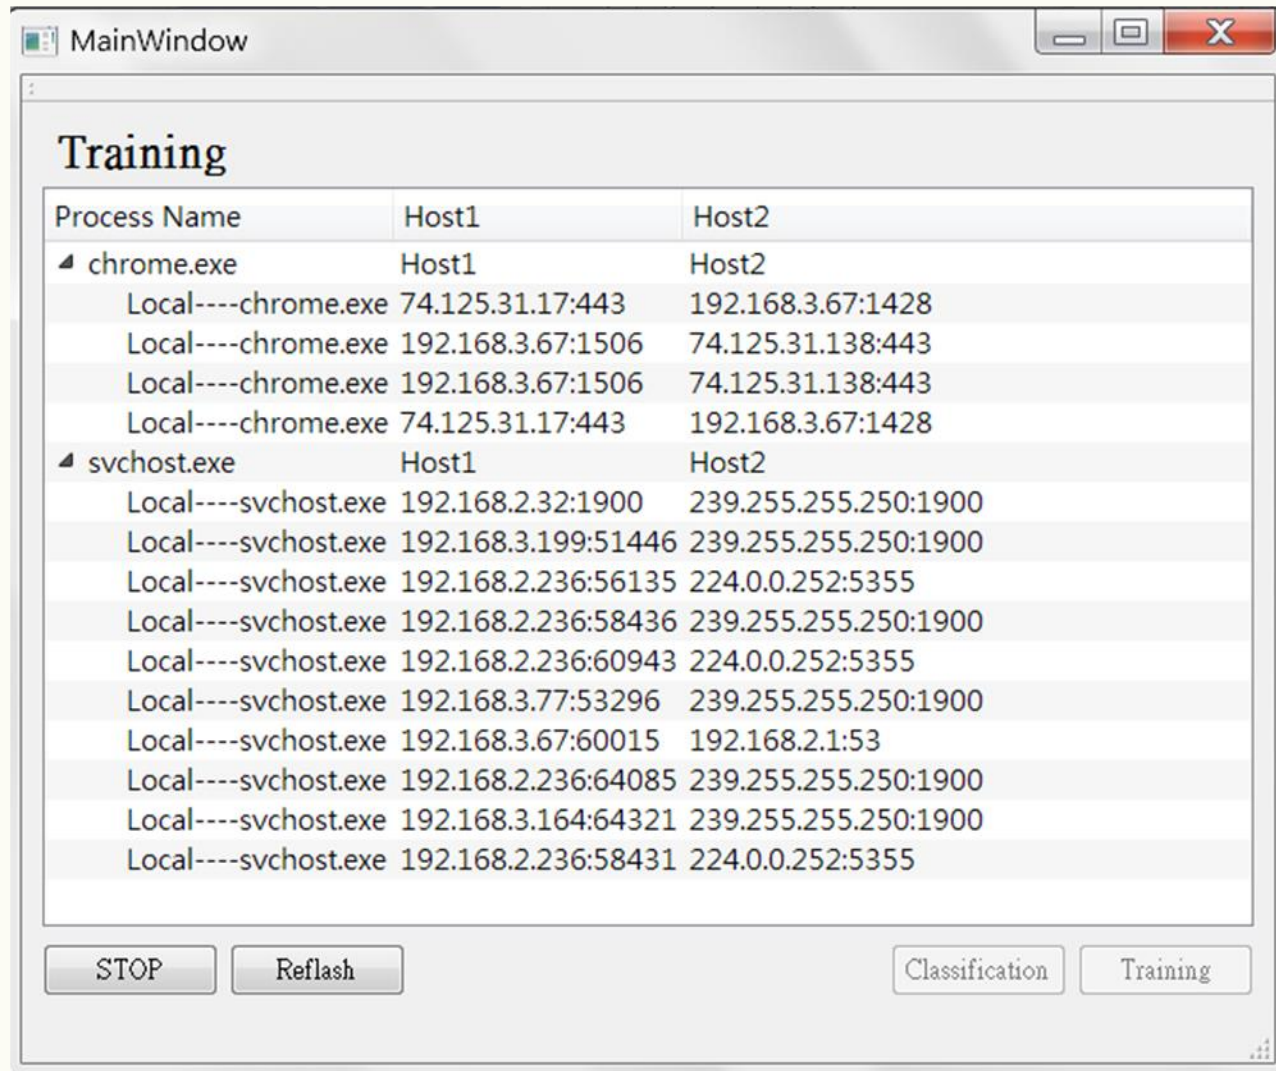 MainWindow
Training
Process Name Host1 Host2
chrome.exe Host1 Host2
Local----chrome.exe 74.125.31.17:443 192.168.3.67:1428
Local----chrome.exe 192.168.3.67:1506 74.125.31.138:443
Local----chrome.exe 192.168.3.67:1506 74.125.31.138:443
Local----chrome.exe 74.125.31.17:443 192.168.3.67:1428
svchost.exe Host1 Host2
Local----svchost.exe 192.168.2.32:1900 239.255.255.250:1900
Local----svchost.exe 192.168.3.199:51446 239.255.255.250:1900
Local----svchost.exe 192.168.2.236:56135 224.0.0.252:5355
Local----svchost.exe 192.168.2.236:58436 239.255.255.250:1900
Local----svchost.exe 192.168.2.236:60943 224.0.0.252:5355
Local----svchost.exe 192.168.3.77:53296 239.255.255.250:1900
Local----svchost.exe 192.168.3.67:60015 192.168.2.1:53
Local----svchost.exe 192.168.2.236:64085 239.255.255.250:1900
Local----svchost.exe 192.168.3.164:64321 239.255.255.250:1900
Local----svchost.exe 192.168.2.236:58431 224.0.0.252:5355
STOP Reflash Classification Training